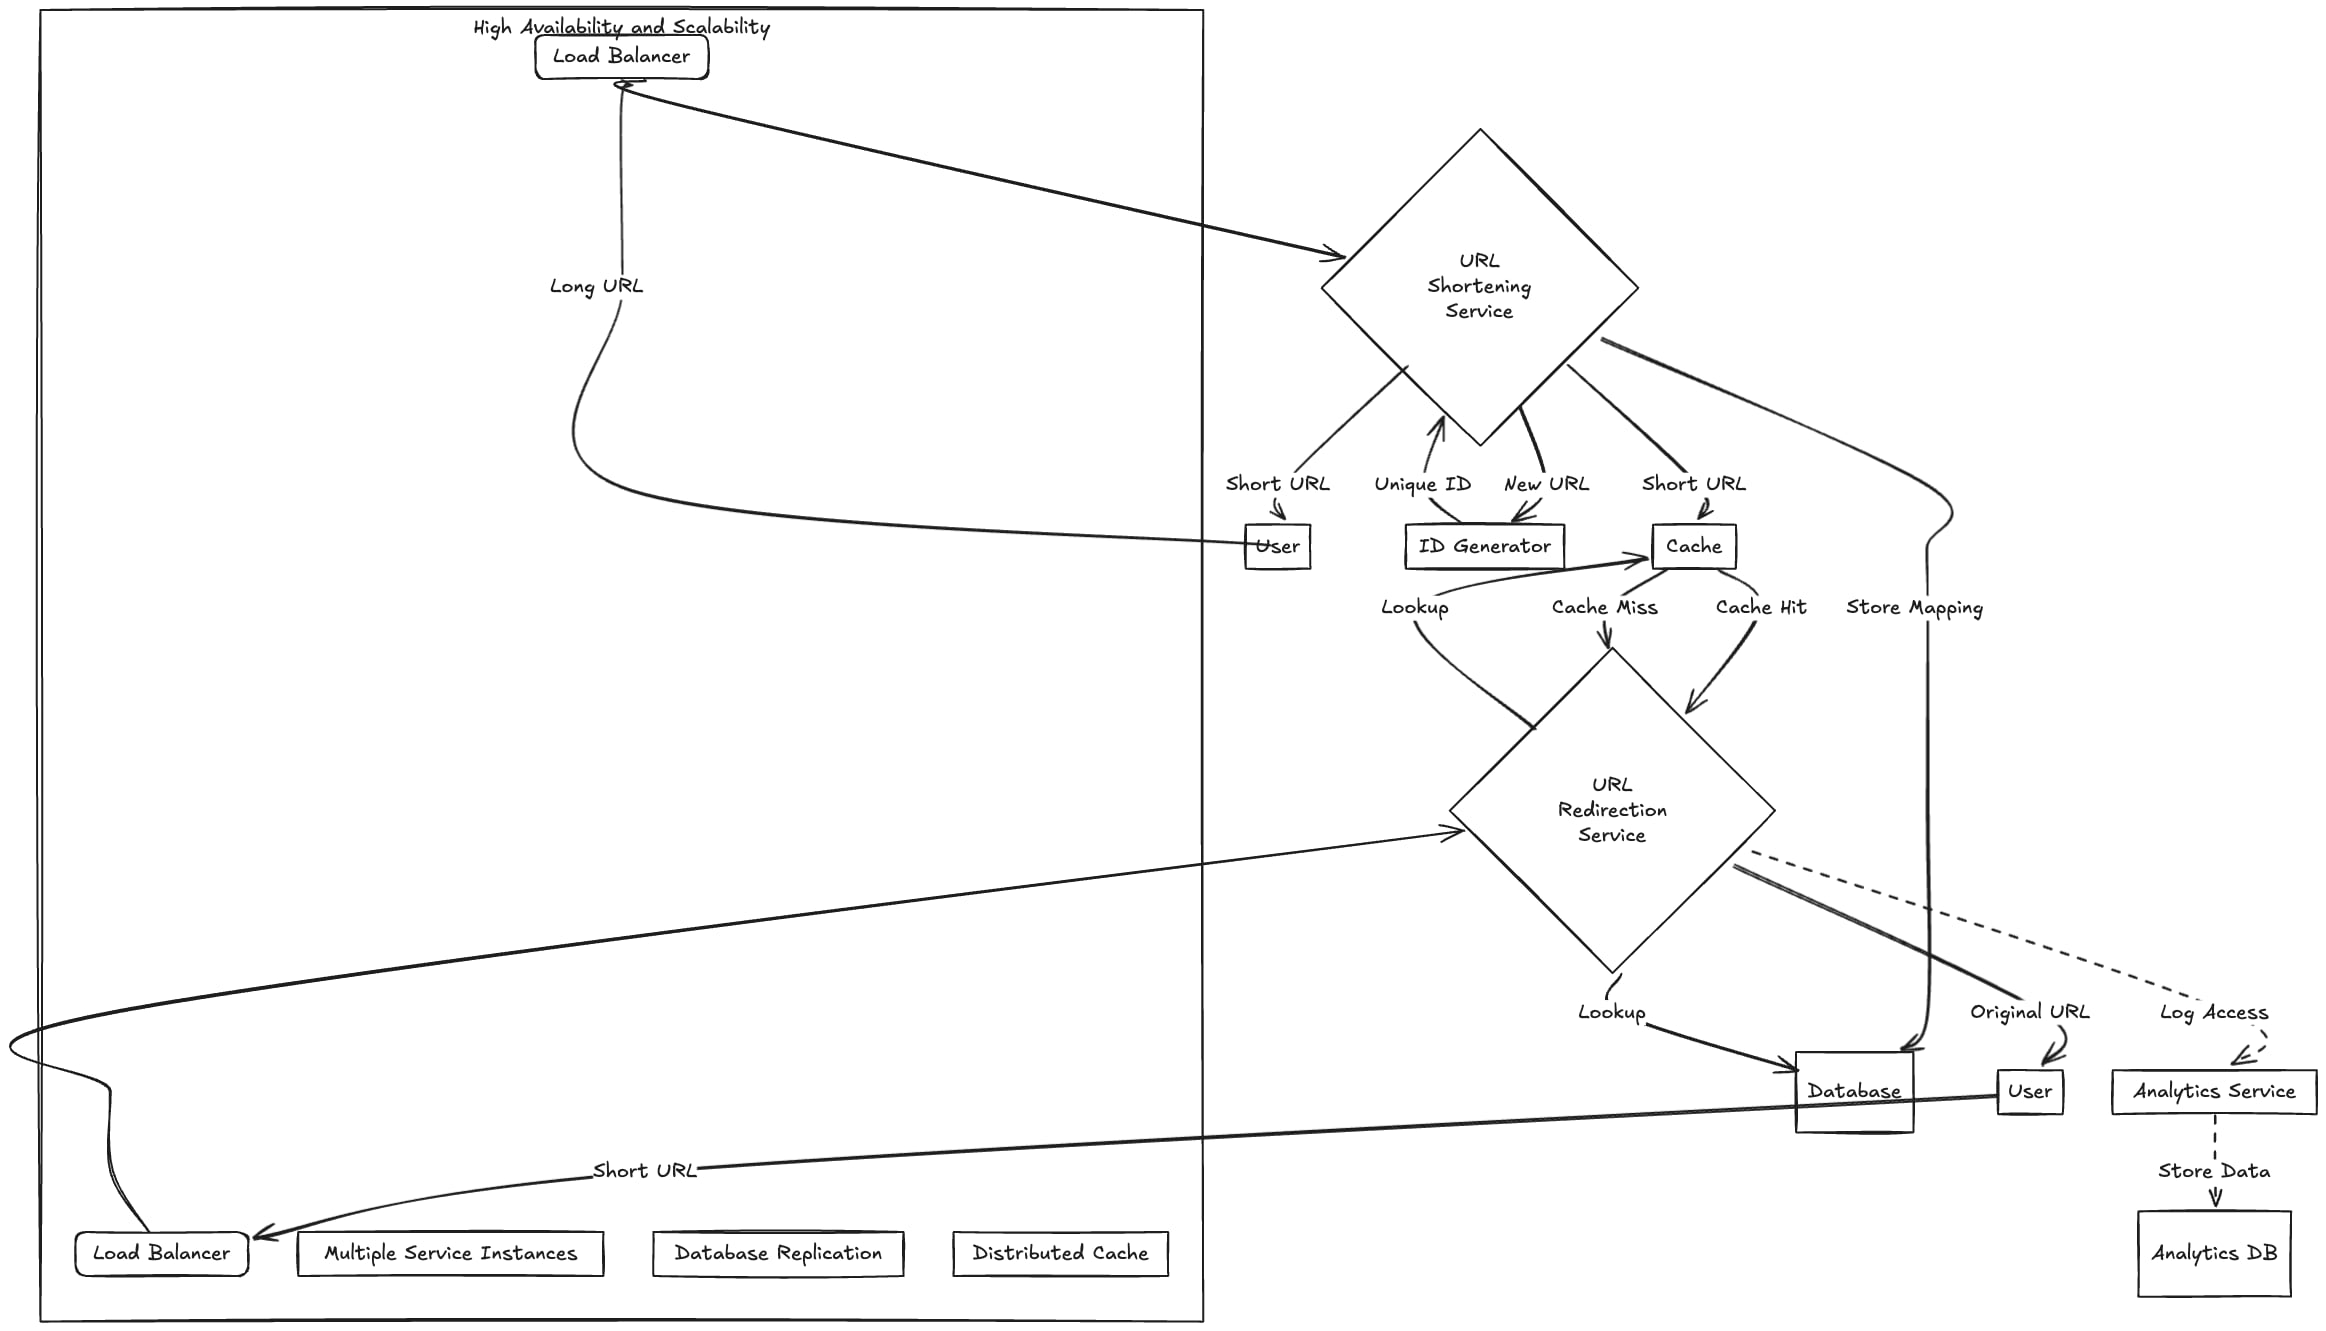 High Availability and Scalability
Load Balancer
Long URL
URL
Shortening
Service
Short URL
Unique ID
New URL
Short URL
User
ID Generator
Cache
Lookup
Cache Miss
Cache Hit
Store Mapping
URL
Redirection
Service
Lookup
Original URL
Log Access
Database
User
Analytics Service
Short URL
Store Data
Load Balancer
Multiple Service Instances
Database Replication
Distributed Cache
Analytics DB